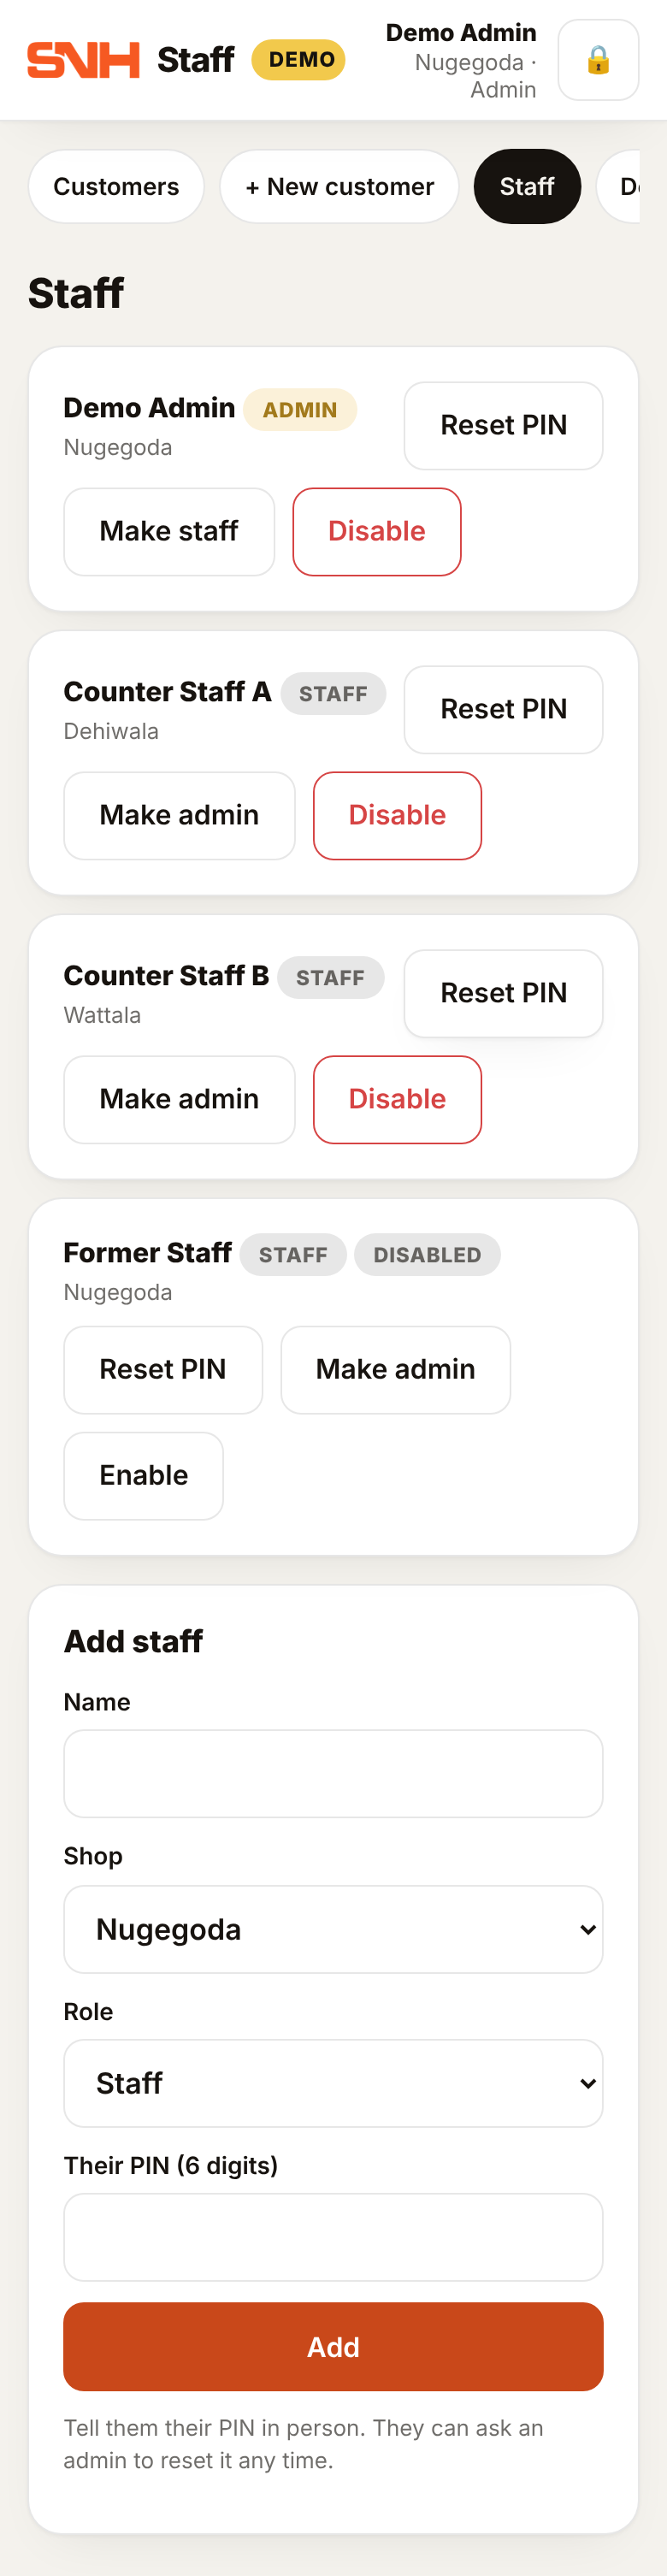 SNH Staff DEMO
Demo Admin
Nugegoda ·
Admin
Customers
+ New customer
Staff
Staff
Demo Admin ADMIN
Nugegoda
Reset PIN
Make staff
Disable
Counter Staff A STAFF
Dehiwala
Reset PIN
Make admin
Disable
Counter Staff B STAFF
Wattala
Reset PIN
Make admin
Disable
Former Staff STAFF DISABLED
Nugegoda
Reset PIN
Make admin
Enable
Add staff
Name
Shop
Nugegoda
Role
Staff
Their PIN (6 digits)
Add
Tell them their PIN in person. They can ask an
admin to reset it any time.